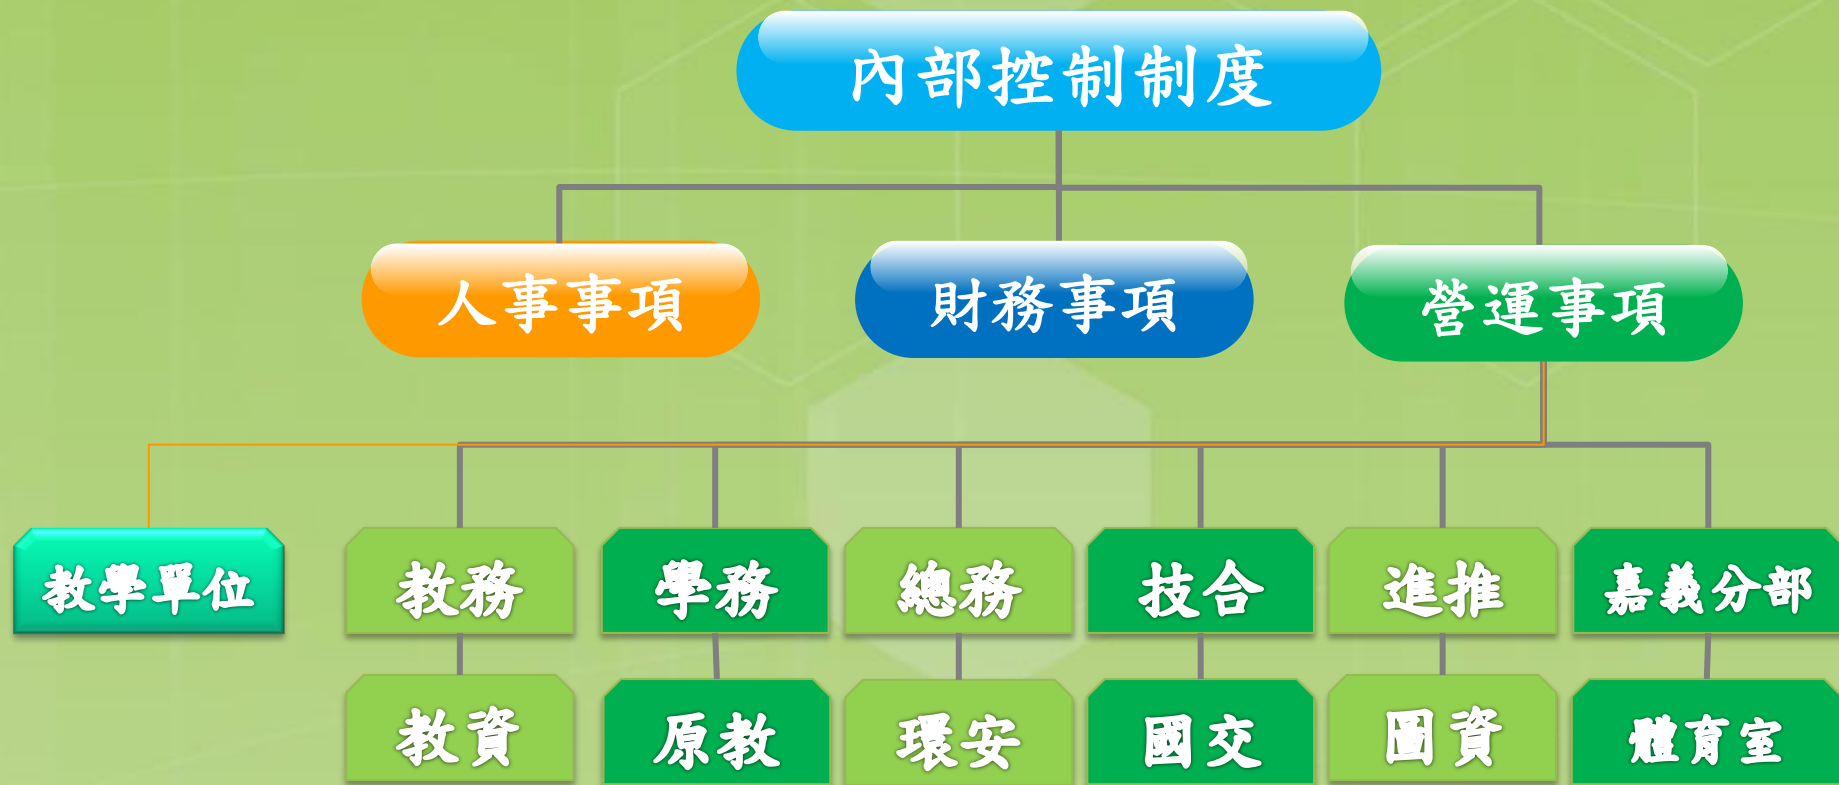 內部控制制度
人事事項
財務事項
營運事項
教學單位
教務
學務
總務
技合
進推
嘉義分部
教資
原教
環安
國交
圖資
體育室